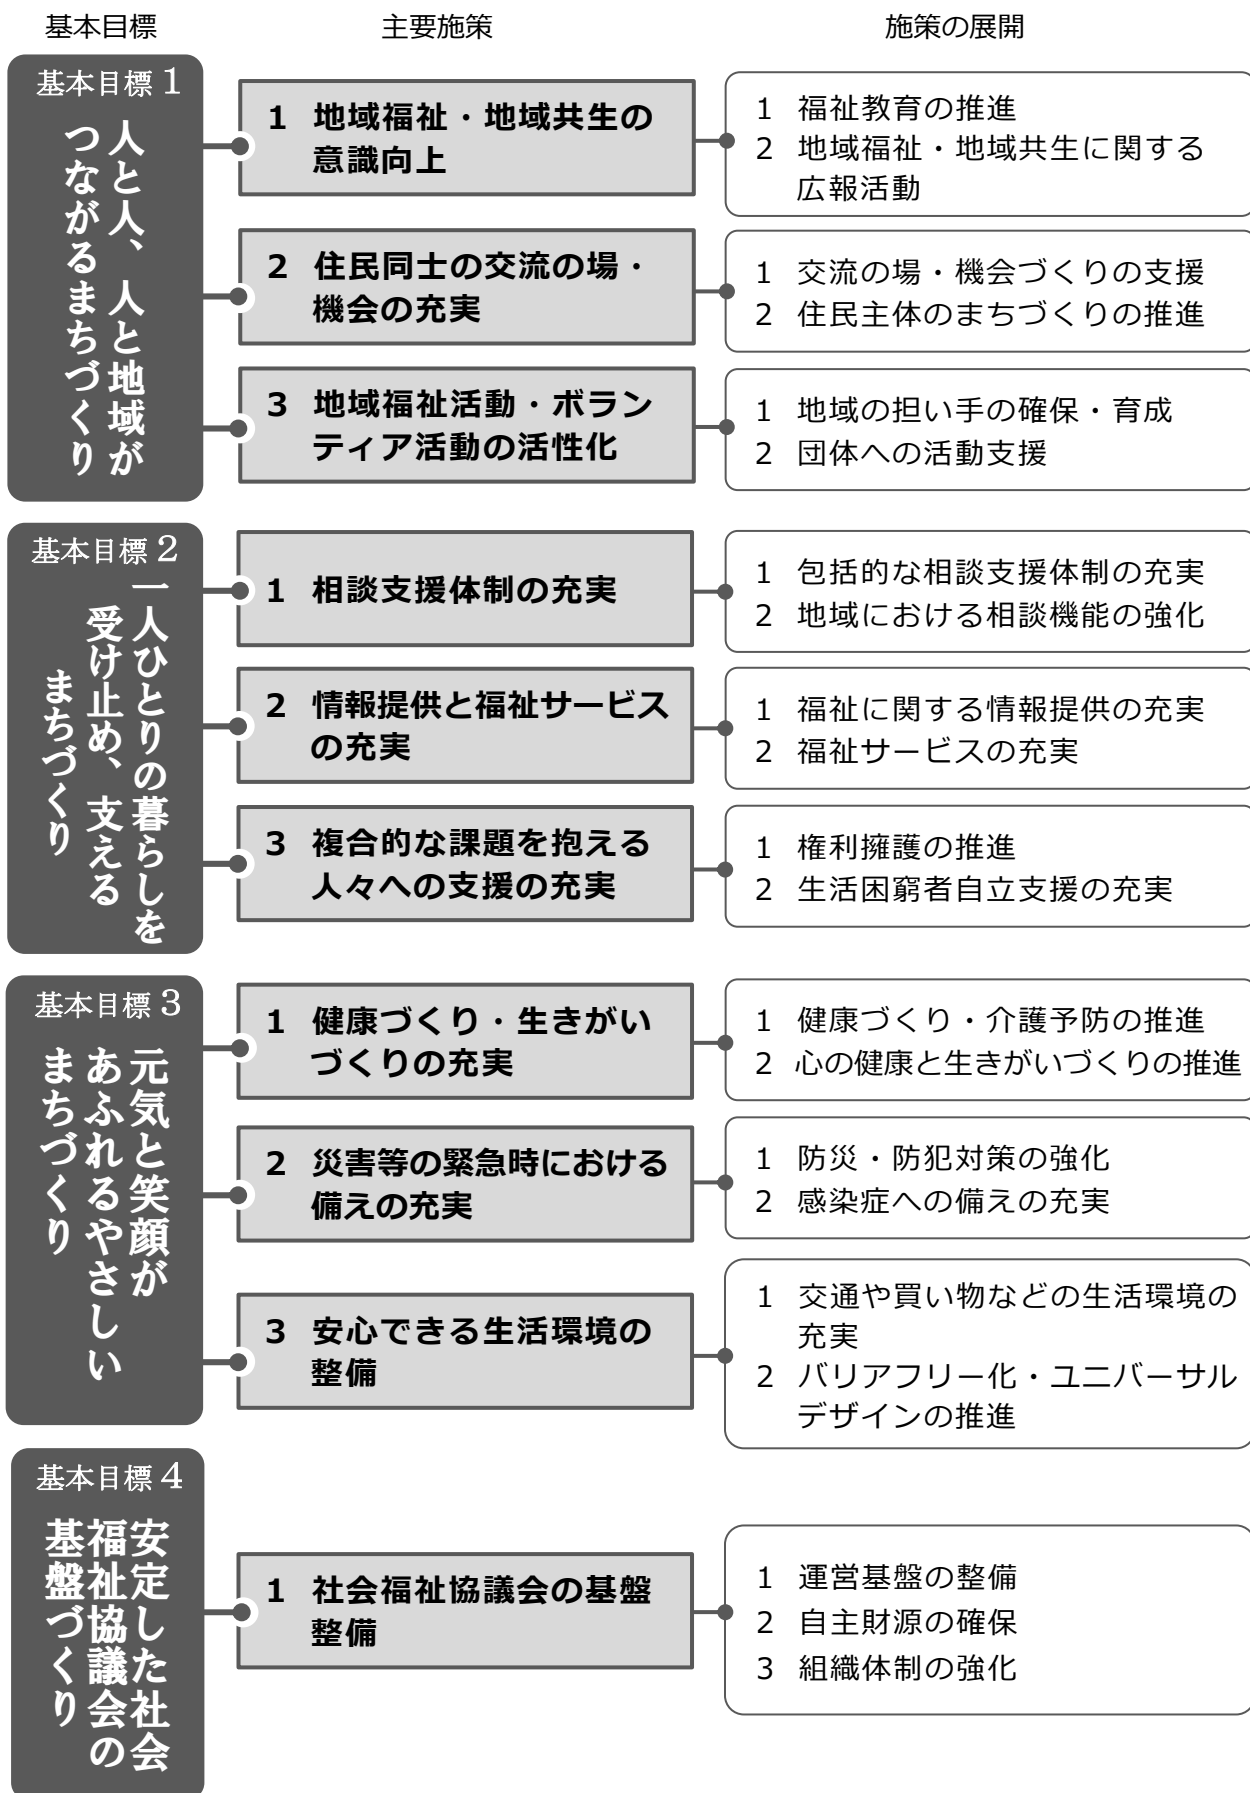 基本目標
主要施策
施策の展開
基本目標 1
人と人、人と地域が
つながるまちづくり
1 地域福祉・地域共生の
意識向上
1 福祉教育の推進
2 地域福祉・地域共生に関する
広報活動
2 住民同士の交流の場・
機会の充実
1 交流の場・機会づくりの支援
2 住民主体のまちづくりの推進
3 地域福祉活動・ボラン
ティア活動の活性化
1 地域の担い手の確保・育成
2 団体への活動支援
基本目標 2
一人ひとりの暮らしを
受け止め、支える
まちづくり
1 相談支援体制の充実
1 包括的な相談支援体制の充実
2 地域における相談機能の強化
2 情報提供と福祉サービス
の充実
1 福祉に関する情報提供の充実
2 福祉サービスの充実
3 複合的な課題を抱える
人々への支援の充実
1 権利擁護の推進
2 生活困窮者自立支援の充実
基本目標 3
元気と笑顔が
あふれるやさしい
まちづくり
1 健康づくり・生きがい
づくりの充実
1 健康づくり・介護予防の推進
2 心の健康と生きがいづくりの推進
2 災害等の緊急時における
備えの充実
1 防災・防犯対策の強化
2 感染症への備えの充実
3 安心できる生活環境の
整備
1 交通や買い物などの生活環境の
充実
2 バリアフリー化・ユニバーサル
デザインの推進
基本目標 4
安定した社会
福祉協議会の
基盤づくり
1 社会福祉協議会の基盤
整備
1 運営基盤の整備
2 自主財源の確保
3 組織体制の強化